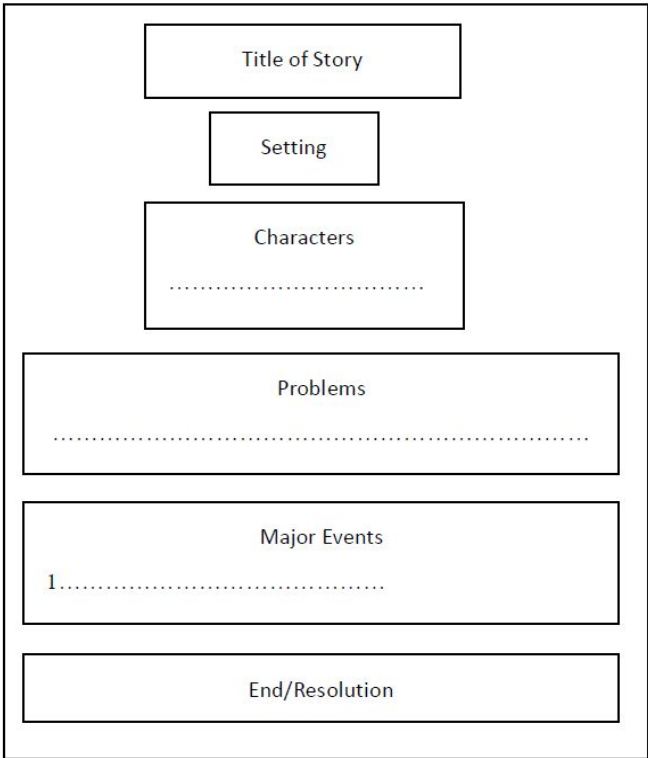 Title of Story
Setting
Characters
……………………………
Problems
……………………………………………………………
Major Events
1……………………………………
End/Resolution